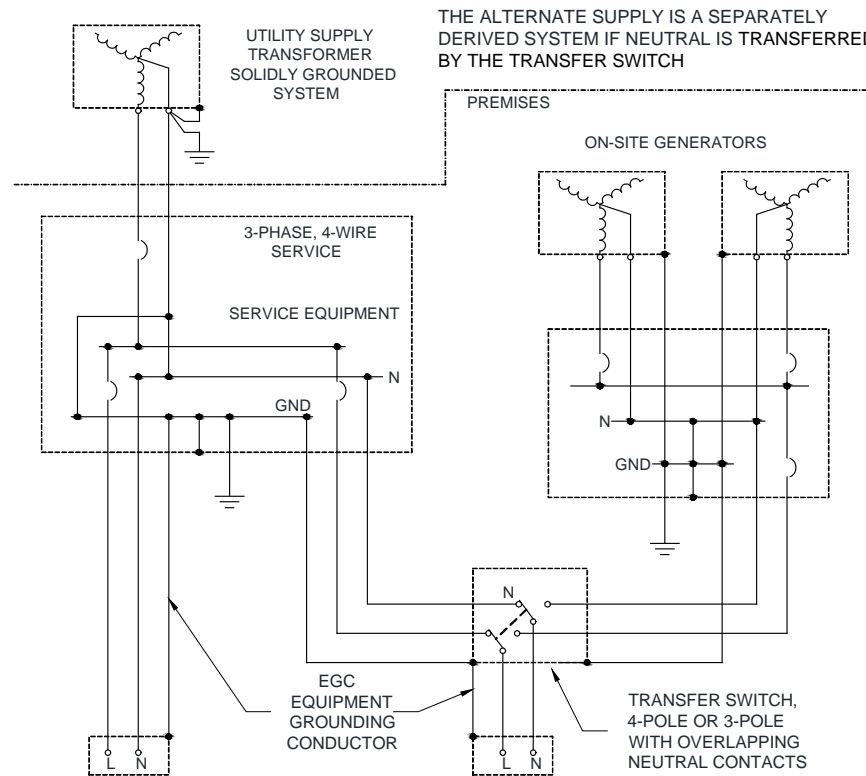 UTILITY SUPPLY
TRANSFORMER
SOLIDLY GROUNDED
SYSTEM
THE ALTERNATE SUPPLY IS A SEPARATELY
DERIVED SYSTEM IF NEUTRAL IS TRANSFERRED
BY THE TRANSFER SWITCH
PREMISES
ON-SITE GENERATORS
3-PHASE, 4-WIRE
SERVICE
SERVICE EQUIPMENT
N
GND
N
GND
N
EGC
EQUIPMENT
GROUNDING
CONDUCTOR
TRANSFER SWITCH,
4-POLE OR 3-POLE
WITH OVERLAPPING
NEUTRAL CONTACTS
L N
L N